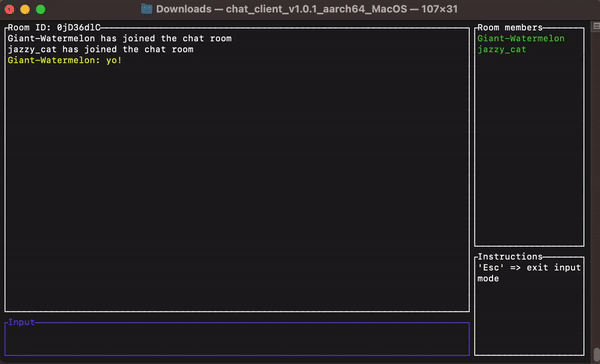 Downloads — chat_client_v1.0.1_aarch64_MacOS — 107×31
Room ID: 0jD36dlC
Giant-Watermelon has joined the chat room
jazzy_cat has joined the chat room
Giant-Watermelon: yo!
Room members
Giant-Watermelon
jazzy_cat
Instructions
'Esc' => exit input
mode
Input